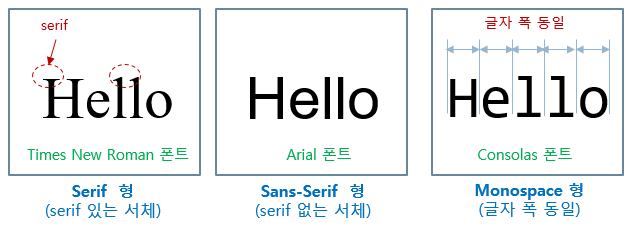 serif
Hello
Times New Roman 폰트
Serif 형
(serif 있는 서체)
Hello
Arial 폰트
Sans-Serif 형
(serif 없는 서체)
글자 폭 동일
Hello
Consolas 폰트
Monospace 형
(글자 폭 동일)